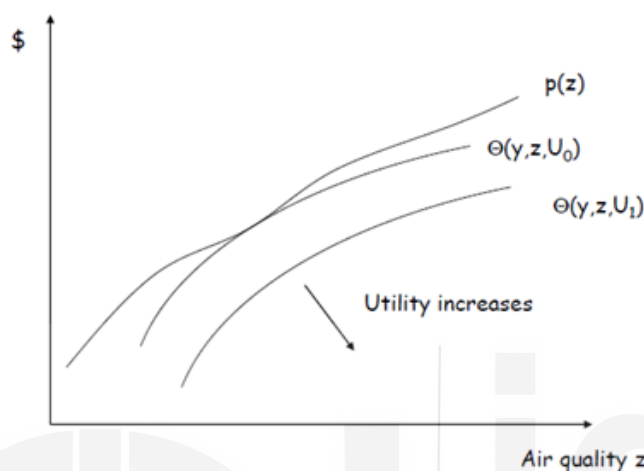 $
p(z)
Θ(y,z,U₀)
Θ(y,z,U₁)
Utility increases
Air quality z